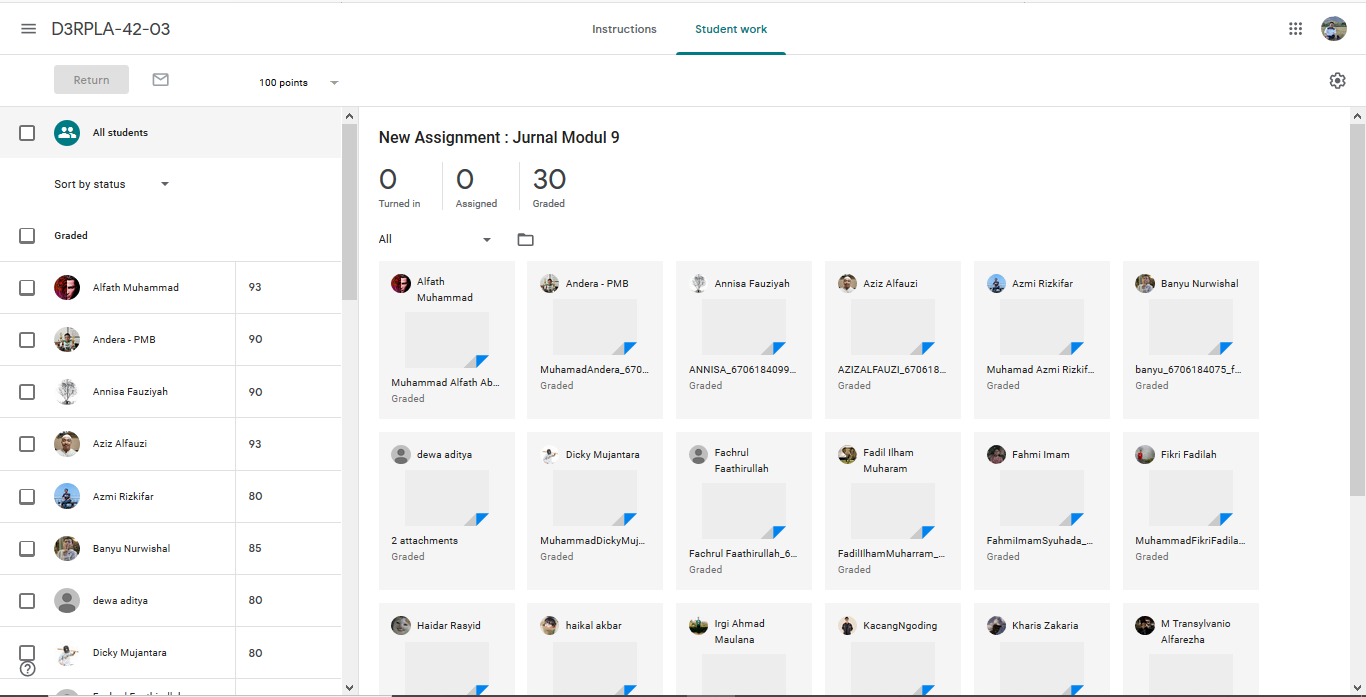 D3RPLA-42-03
Instructions
Student work
Return
100 points
All students
Sort by status
Graded
Alfath Muhammad 93
Andera - PMB 90
Annisa Fauziyah 90
Aziz Alfauzi 93
Azmi Rizkifar 80
Banyu Nurwishal 85
dewa aditya 80
Dicky Mujantara 80
New Assignment : Jurnal Modul 9
0 0 30
Turned in Assigned Graded
All
Alfath
Muhammad
Muhammad Alfath Ab...
Graded
Andera - PMB
MuhamadAndera_670...
Graded
Annisa Fauziyah
ANNISA_6706184099...
Graded
Aziz Alfauzi
AZIZALFAUZI_670618...
Graded
Azmi Rizkifar
Muhamad Azmi Rizkif...
Graded
Banyu Nurwishal
banyu_6706184075_f...
Graded
dewa aditya
2 attachments
Graded
Dicky Mujantara
MuhammadDickyMuj...
Graded
Fachrul
Faathirullah
Fachrul Faathirullah_6...
Graded
Fadil Ilham
Muharam
FadilIlhamMuharram_...
Graded
Fahmi Imam
FahmiImamSyuhada_...
Graded
Fikri Fadilah
MuhammadFikriFadila...
Graded
Haidar Rasyid
haikal akbar
Irgi Ahmad
Maulana
KacangNgoding
Kharis Zakaria
M Transylvanio
Alfarezha